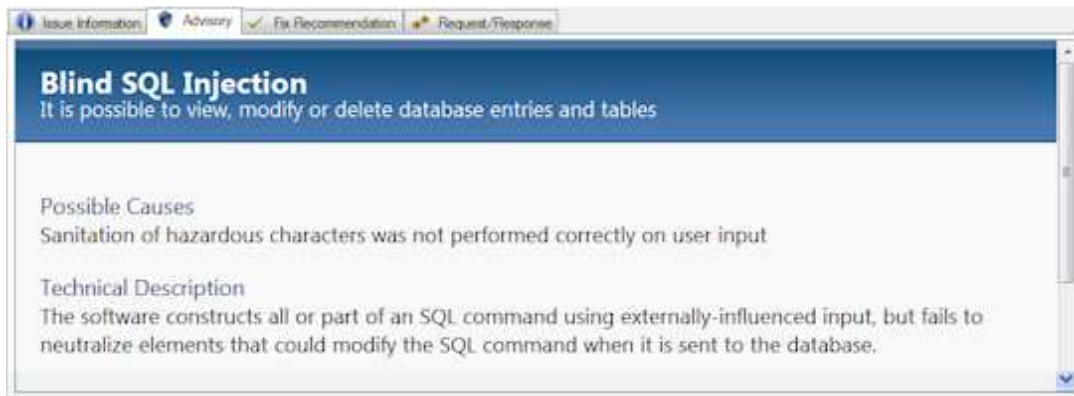 Issue Information Advisory Fix Recommendation Request/Response
Blind SQL Injection
It is possible to view, modify or delete database entries and tables
Possible Causes
Sanitation of hazardous characters was not performed correctly on user input
Technical Description
The software constructs all or part of an SQL command using externally-influenced input, but fails to
neutralize elements that could modify the SQL command when it is sent to the database.